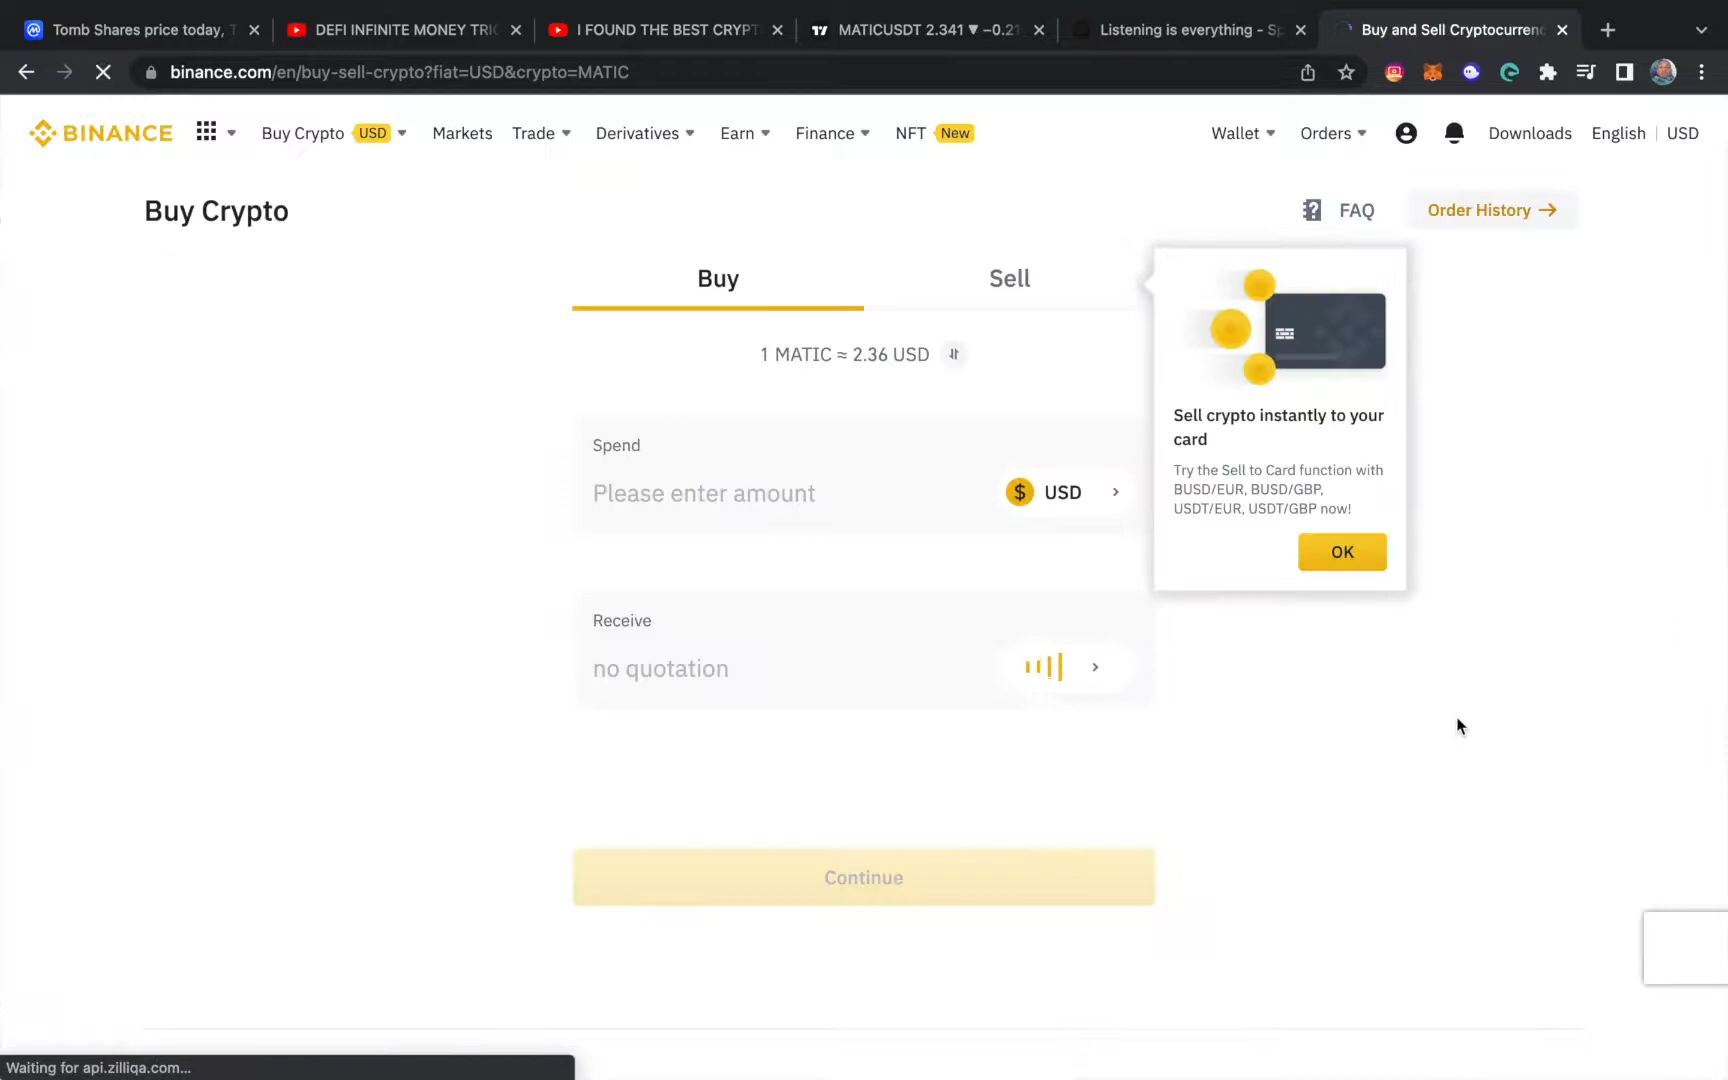 Tomb Shares price today, T
DEFI INFINITE MONEY TRIC
I FOUND THE BEST CRYPT
MATICUSDT 2.341 ▼ −0.21
Listening is everything - Sp
Buy and Sell Cryptocurrenc
binance.com/en/buy-sell-crypto?fiat=USD&crypto=MATIC
BINANCE
Buy Crypto USD
Markets
Trade
Derivatives
Earn
Finance
NFT New
Wallet
Orders
Downloads
English
USD
Buy Crypto
FAQ
Order History →
Buy
Sell
1 MATIC ≈ 2.36 USD
Spend
Please enter amount
$ USD
Sell crypto instantly to your
card
Try the Sell to Card function with
BUSD/EUR, BUSD/GBP,
USDT/EUR, USDT/GBP now!
OK
Receive
no quotation
Continue
Waiting for api.zilliqa.com...